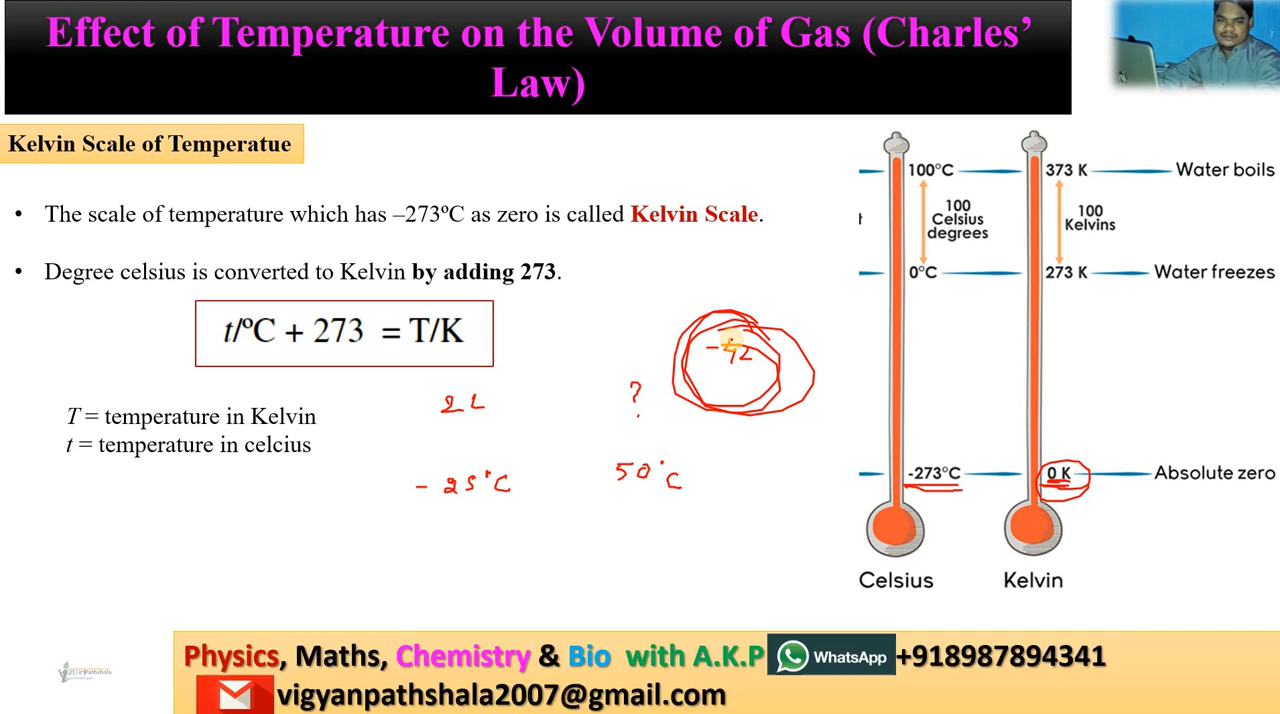 Effect of Temperature on the Volume of Gas (Charles’
Law)
Kelvin Scale of Temperatue
• The scale of temperature which has –273ºC as zero is called Kelvin Scale.
• Degree celsius is converted to Kelvin by adding 273.
t/ºC + 273 = T/K
T = temperature in Kelvin
t = temperature in celcius
2L
?
- 25°C
50°C
100°C
373 K
Water boils
100
Celsius
degrees
100
Kelvins
0°C
273 K
Water freezes
-273°C
0 K
Absolute zero
Celsius
Kelvin
Physics, Maths, Chemistry & Bio with A.K.P WhatsApp +918987894341
vigyanpathshala2007@gmail.com